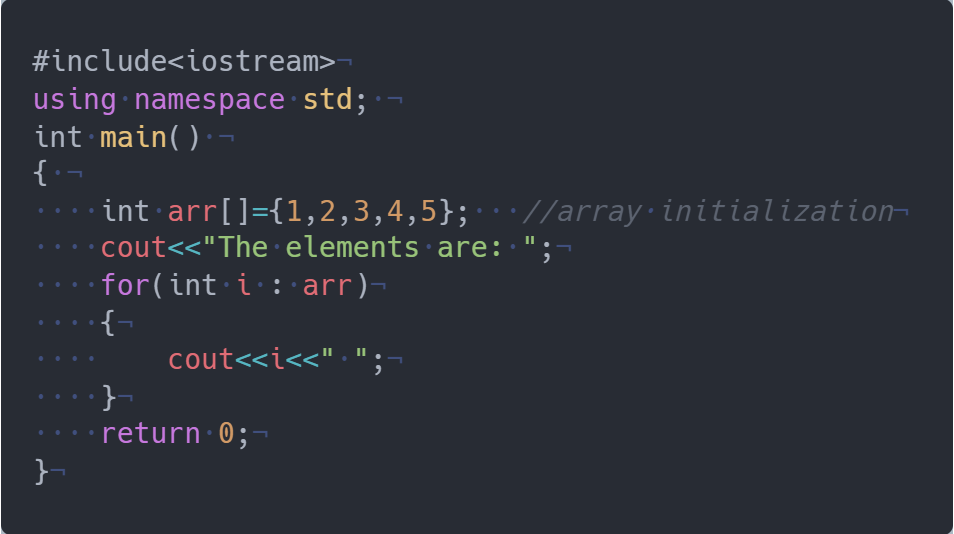 #include<iostream>
using namespace std;
int main()
{
    int arr[]={1,2,3,4,5};   //array initialization
    cout<<"The elements are: ";
    for(int i : arr)
    {
        cout<<i<<" ";
    }
    return 0;
}